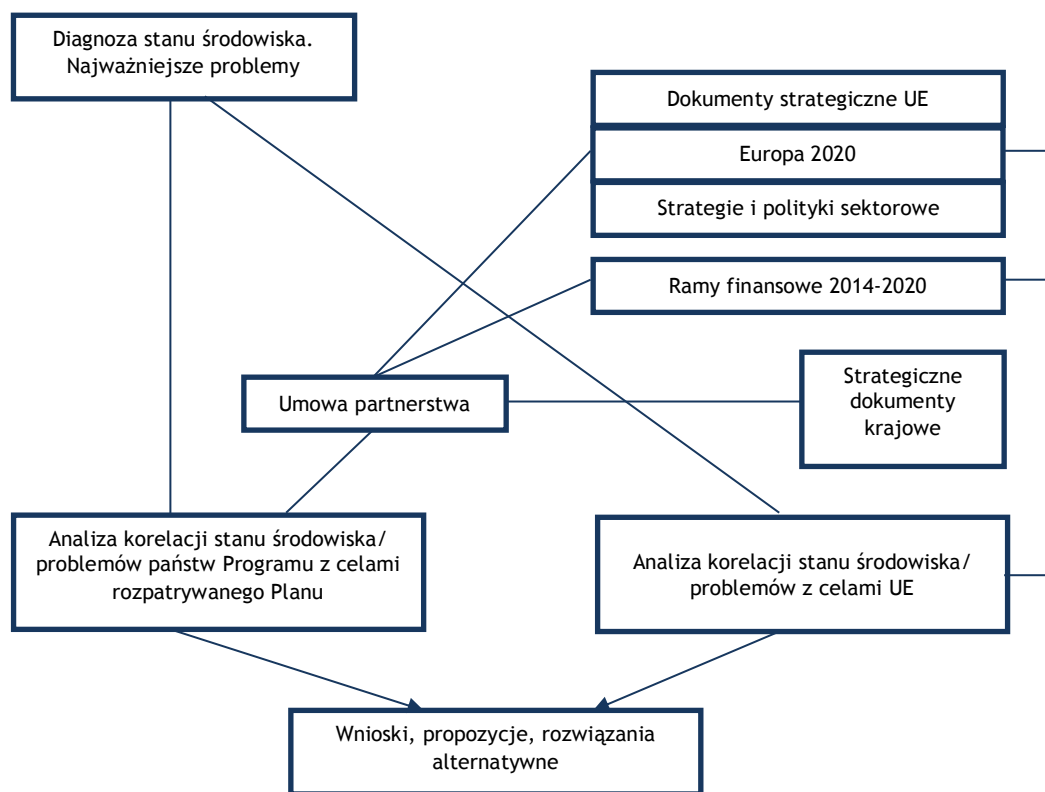 Diagnoza stanu środowiska.
Najważniejsze problemy
Dokumenty strategiczne UE
Europa 2020
Strategie i polityki sektorowe
Ramy finansowe 2014-2020
Umowa partnerstwa
Strategiczne
dokumenty
krajowe
Analiza korelacji stanu środowiska/
problemów państw Programu z celami
rozpatrywanego Planu
Analiza korelacji stanu środowiska/
problemów z celami UE
Wnioski, propozycje, rozwiązania
alternatywne